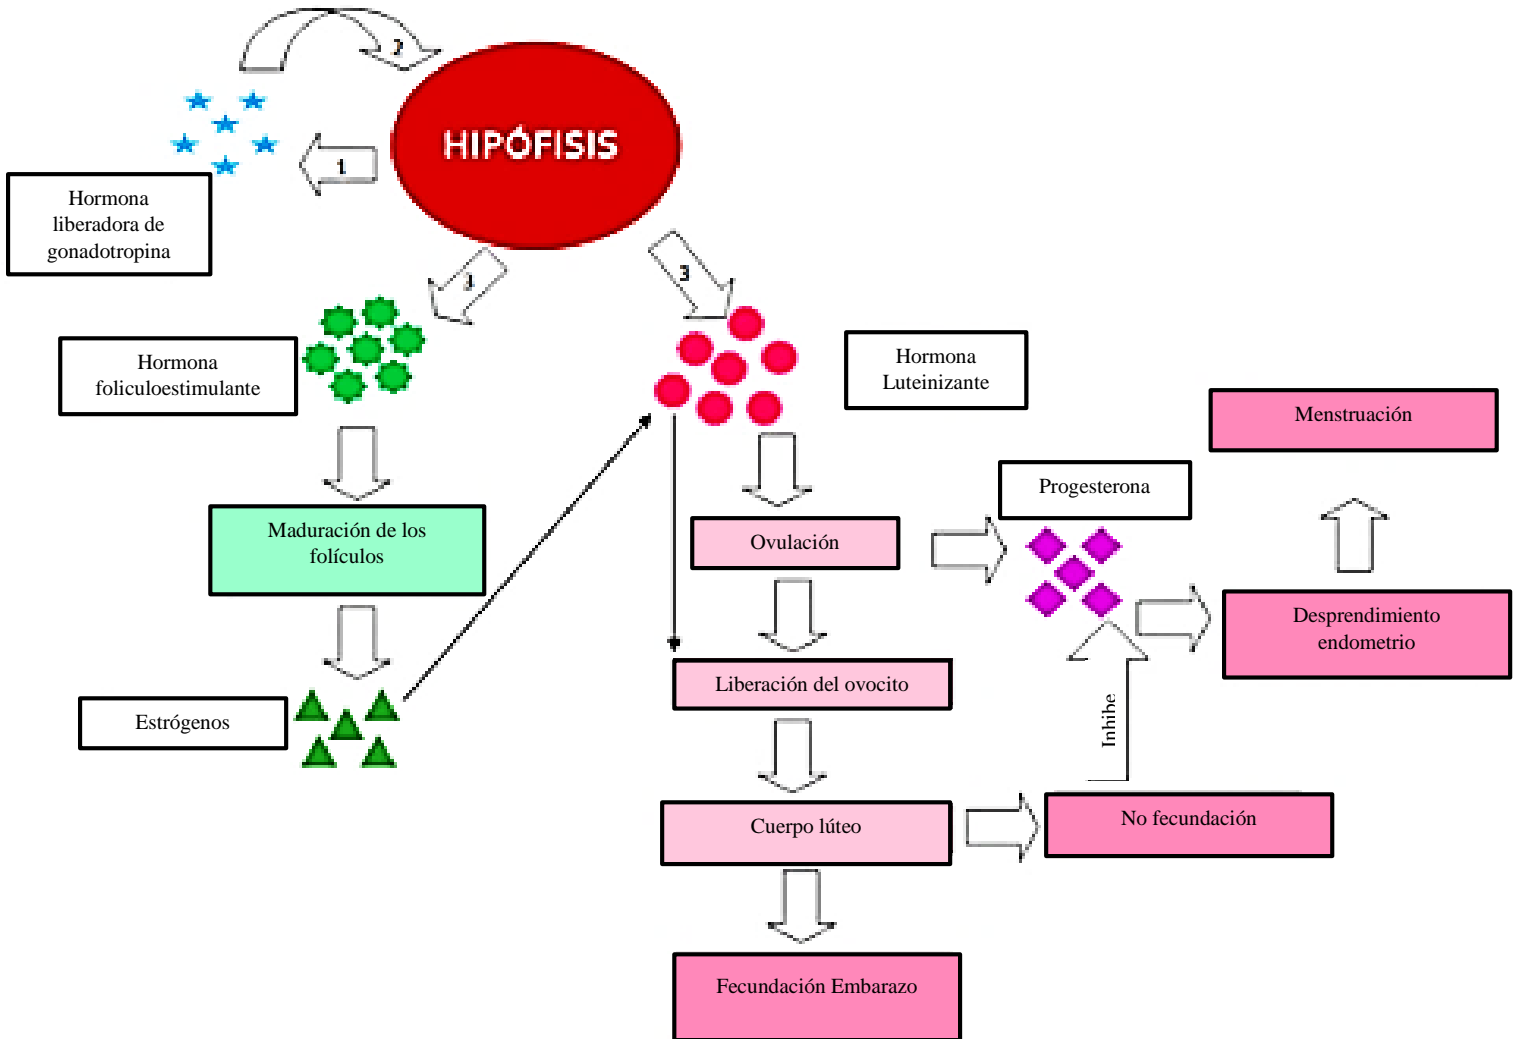 2
HIPÓFISIS
1
Hormona
liberadora de
gonadotropina
3
3
Hormona
foliculoestimulante
Hormona
Luteinizante
Menstruación
Progesterona
Maduración de los
folículos
Ovulación
Desprendimiento
endometrio
Liberación del ovocito
Estrógenos
Inhibe
Cuerpo lúteo
No fecundación
Fecundación Embarazo